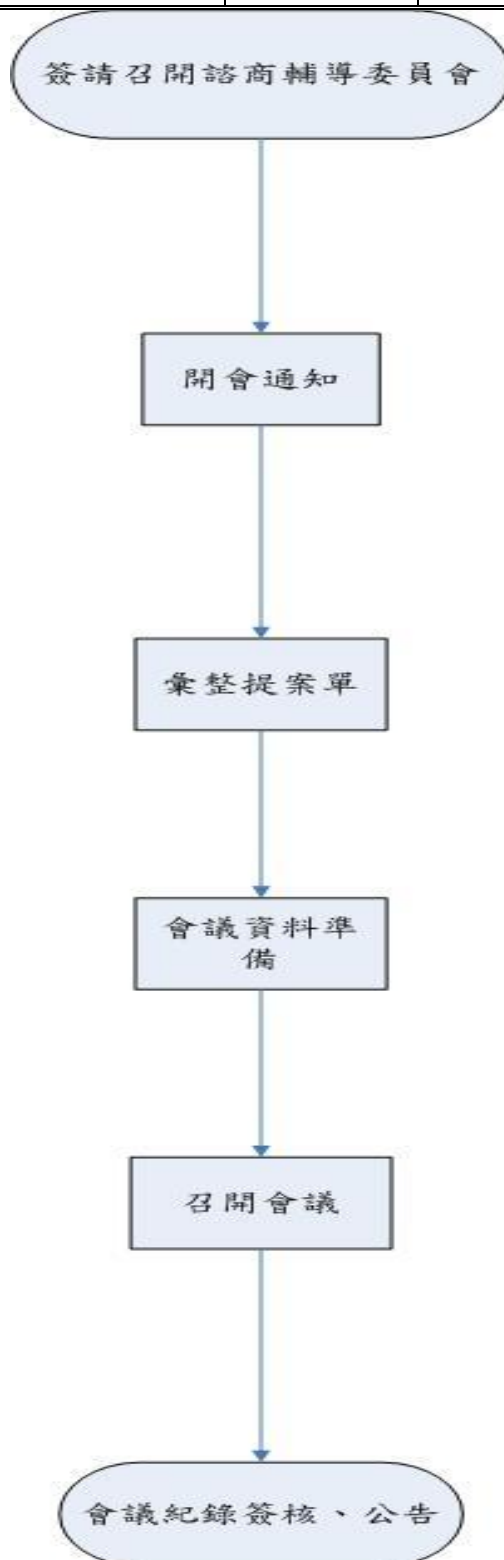 簽請召開諮商輔導委員會
開會通知
彙整提案單
會議資料準
備
召開會議
會議紀錄簽核、公告